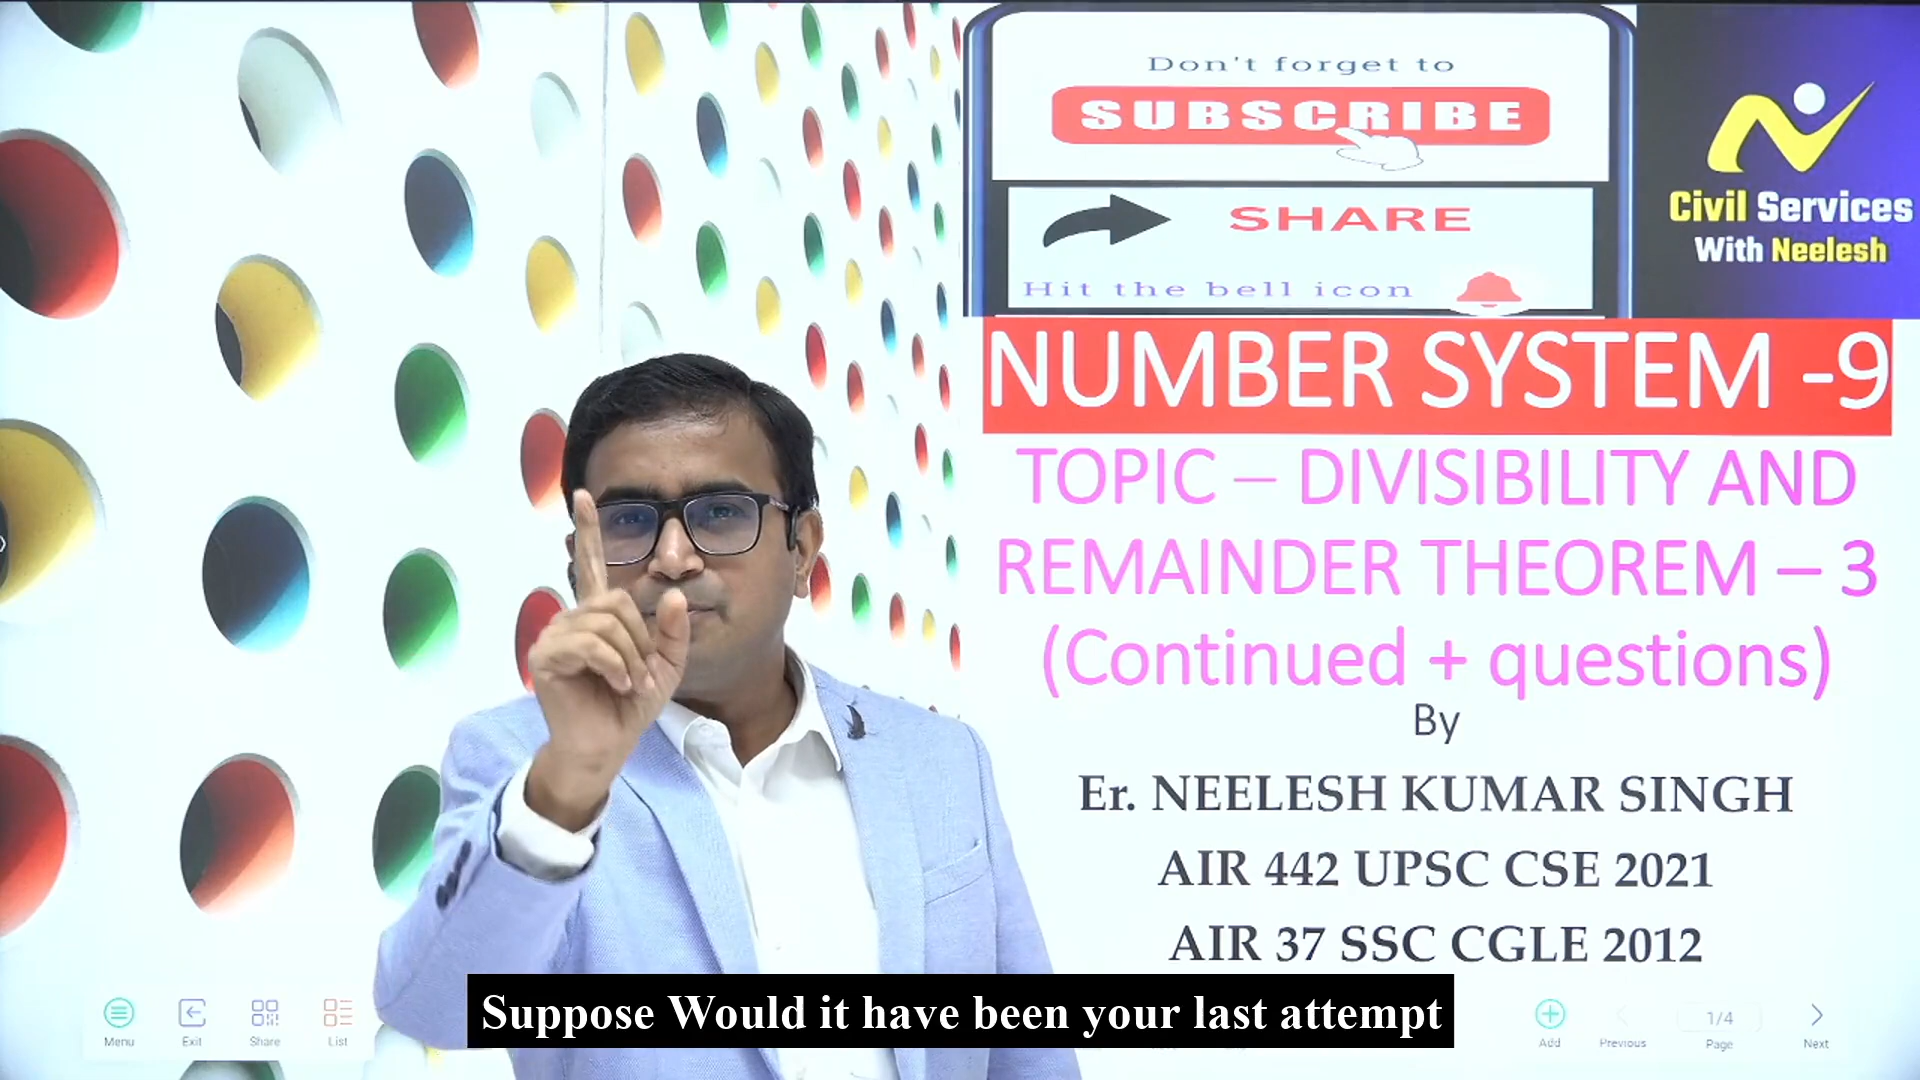 Don't forget to
SUBSCRIBE
SHARE
Hit the bell icon
Civil Services
With Neelesh
NUMBER SYSTEM -9
TOPIC – DIVISIBILITY AND
REMAINDER THEOREM – 3
(Continued + questions)
By
Er. NEELESH KUMAR SINGH
AIR 442 UPSC CSE 2021
AIR 37 SSC CGLE 2012
Suppose Would it have been your last attempt
Menu
Exit
Share
List
Add
Previous
1/4
Page
Next